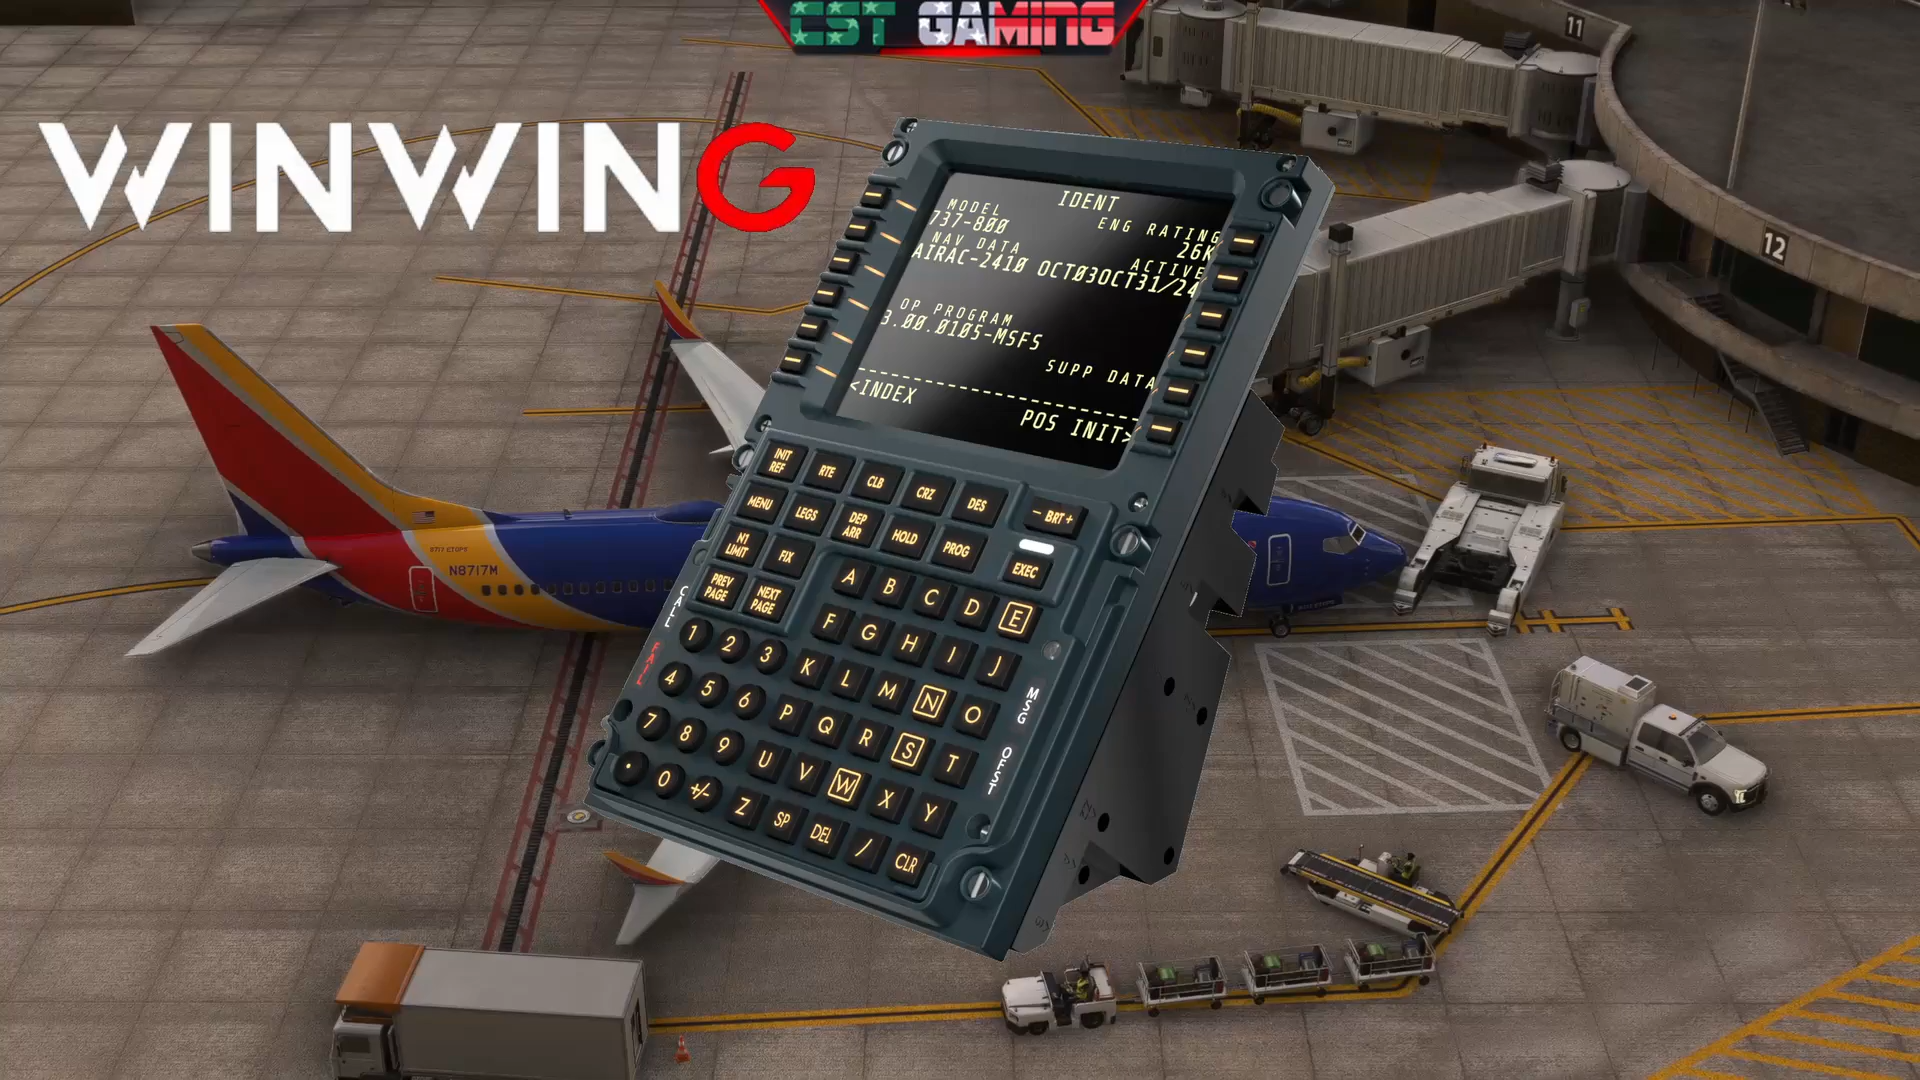 CST GAMING
11
12
WINWING
IDENT
MODEL
ENG RATING
737-800
26K
NAV DATA
ACTIVE
AIRAC-2410 OCT03OCT31/24
OP PROGRAM
3.00.0105-MSFS
SUPP DATA
<INDEX
POS INIT>
INIT REF
RTE
CLB
CRZ
DES
MENU
LEGS
DEP ARR
HOLD
PROG
- BRT +
N1 LIMIT
FIX
EXEC
PREV PAGE
NEXT PAGE
A B C D E
F G H I J
K L M N O
P Q R S T
U V W X Y
Z SP DEL / CLR
1 2 3
4 5 6
7 8 9
. 0 +/-
CALL
FAIL
MSG
OFST
N8717M